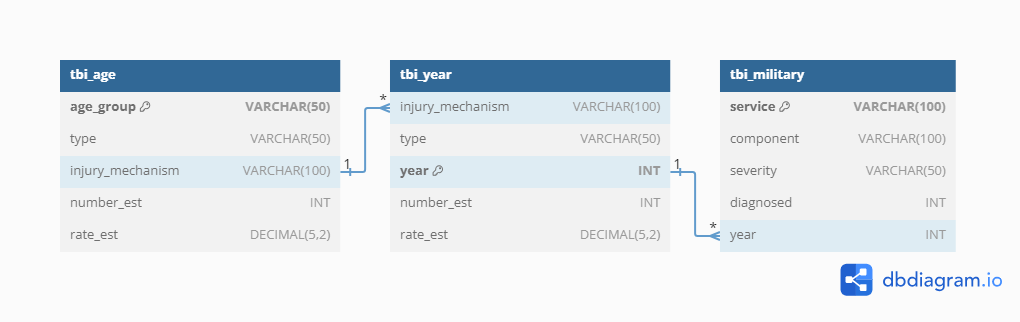 tbi_age
age_group VARCHAR(50)
type VARCHAR(50)
injury_mechanism VARCHAR(100)
number_est INT
rate_est DECIMAL(5,2)
1
*
tbi_year
injury_mechanism VARCHAR(100)
type VARCHAR(50)
year INT
number_est INT
rate_est DECIMAL(5,2)
1
*
tbi_military
service VARCHAR(100)
component VARCHAR(100)
severity VARCHAR(50)
diagnosed INT
year INT
dbdiagram.io